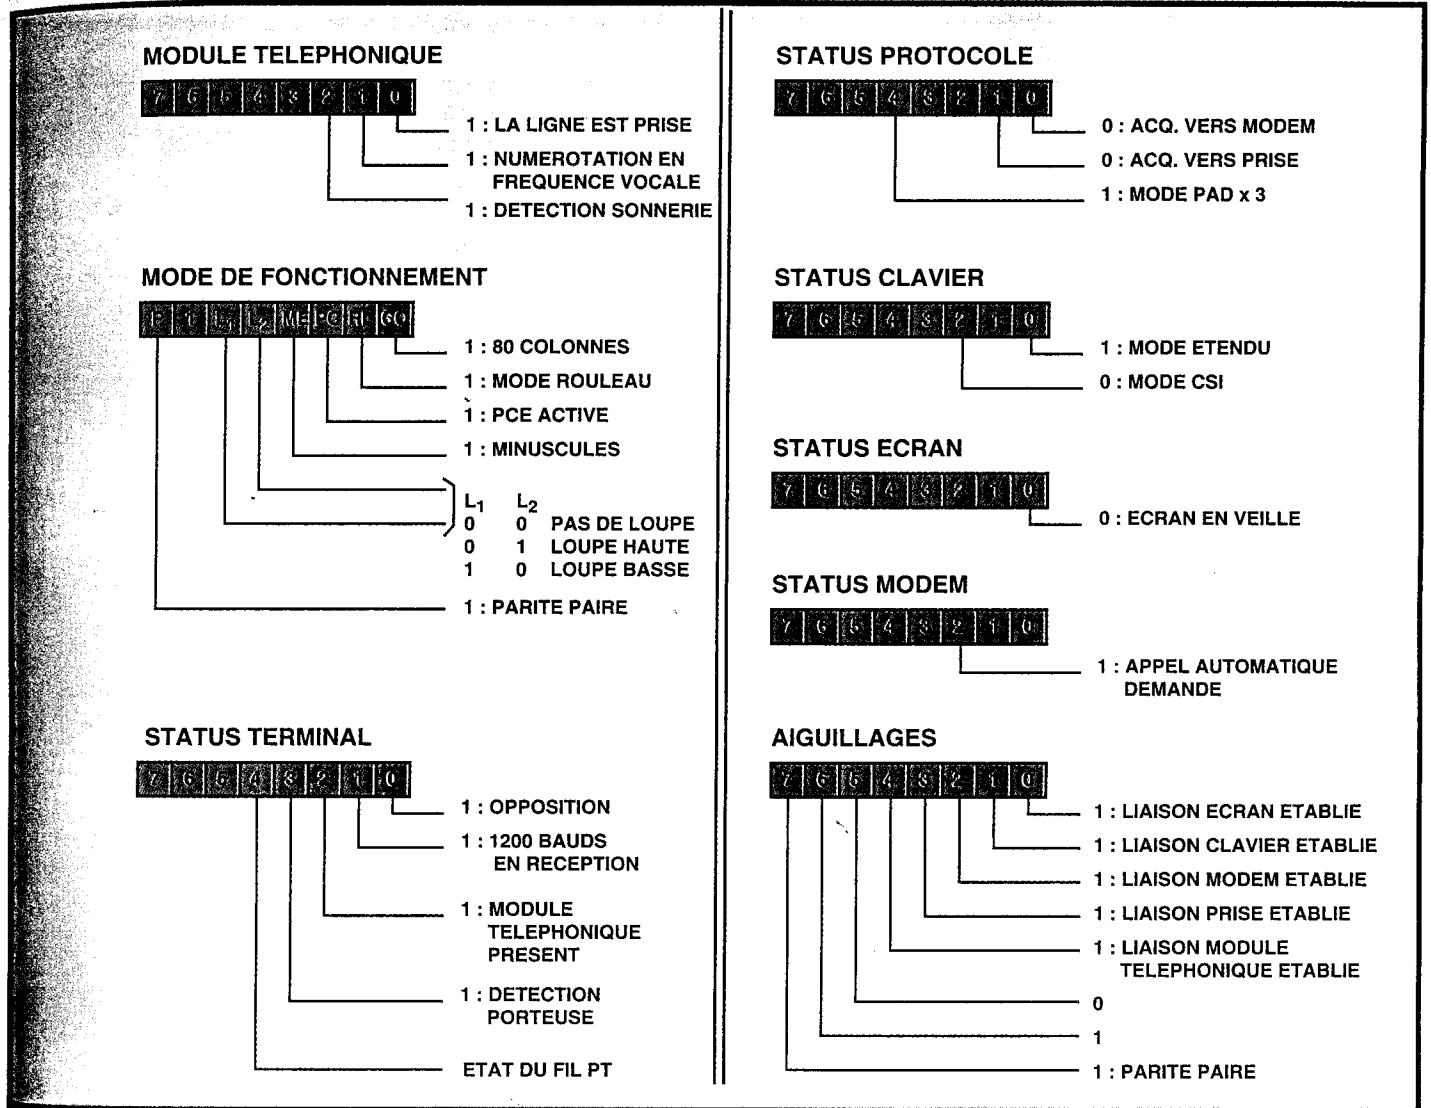 MODULE TELEPHONIQUE
7 6 5 4 3 2 1 0
1 : LA LIGNE EST PRISE
1 : NUMEROTATION EN
FREQUENCE VOCALE
1 : DETECTION SONNERIE
MODE DE FONCTIONNEMENT
P 1 L1 L2 ME PC RL CO
1 : 80 COLONNES
1 : MODE ROULEAU
1 : PCE ACTIVE
1 : MINUSCULES
L1 L2
0 0 PAS DE LOUPE
0 1 LOUPE HAUTE
1 0 LOUPE BASSE
1 : PARITE PAIRE
STATUS TERMINAL
7 6 5 4 3 2 1 0
1 : OPPOSITION
1 : 1200 BAUDS
EN RECEPTION
1 : MODULE
TELEPHONIQUE
PRESENT
1 : DETECTION
PORTEUSE
ETAT DU FIL PT
STATUS PROTOCOLE
7 6 5 4 3 2 1 0
0 : ACQ. VERS MODEM
0 : ACQ. VERS PRISE
1 : MODE PAD x 3
STATUS CLAVIER
7 6 5 4 3 2 1 0
1 : MODE ETENDU
0 : MODE CSI
STATUS ECRAN
7 6 5 4 3 2 1 0
0 : ECRAN EN VEILLE
STATUS MODEM
7 6 5 4 3 2 1 0
1 : APPEL AUTOMATIQUE
DEMANDE
AIGUILLAGES
7 6 5 4 3 2 1 0
1 : LIAISON ECRAN ETABLIE
1 : LIAISON CLAVIER ETABLIE
1 : LIAISON MODEM ETABLIE
1 : LIAISON PRISE ETABLIE
1 : LIAISON MODULE
TELEPHONIQUE ETABLIE
0
1
1 : PARITE PAIRE